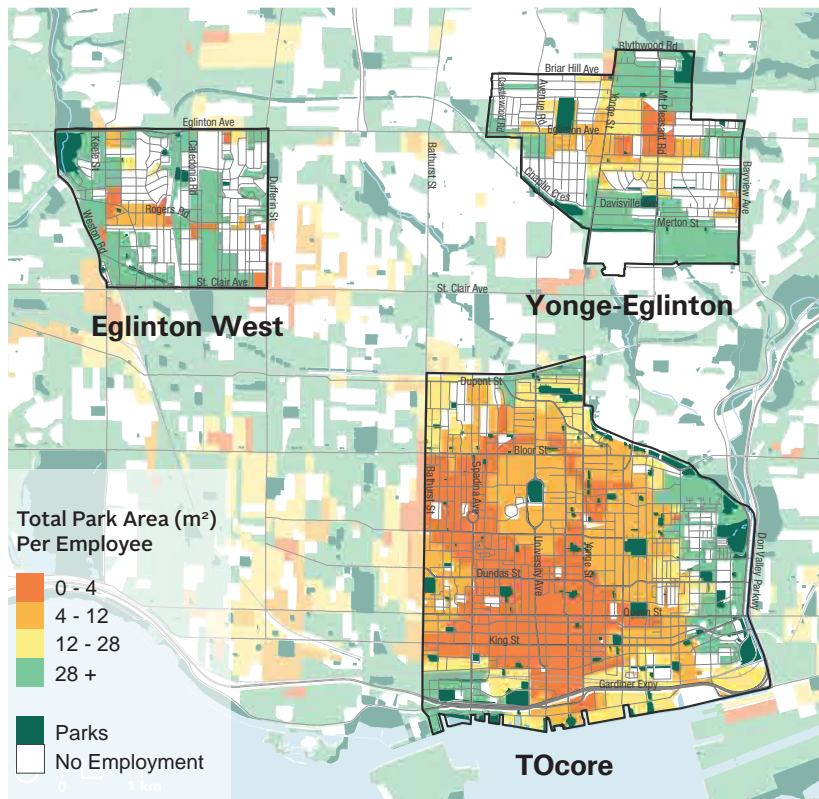 Blythwood Rd
Briar Hill Ave
Castlewood Rd
Avenue Rd
Yonge St
Mt Pleasant Rd
Eglinton Ave
Eglinton Ave
Keele St
Caledonia Rd
Dufferin St
Bathurst St
Bayview Ave
Chaplin Cres
Rogers Rd
Weston Rd
Davisville Ave
Merton St
St. Clair Ave
St. Clair Ave
Eglinton West
Yonge-Eglinton
Dupont St
Bloor St
Bathurst St
Spadina Ave
University Ave
Yonge St
Don Valley Parkwy
Dundas St
Queen St
King St
Gardiner Expy
TOcore
Total Park Area (m²)
Per Employee
0 - 4
4 - 12
12 - 28
28 +
Parks
No Employment
0 1 km